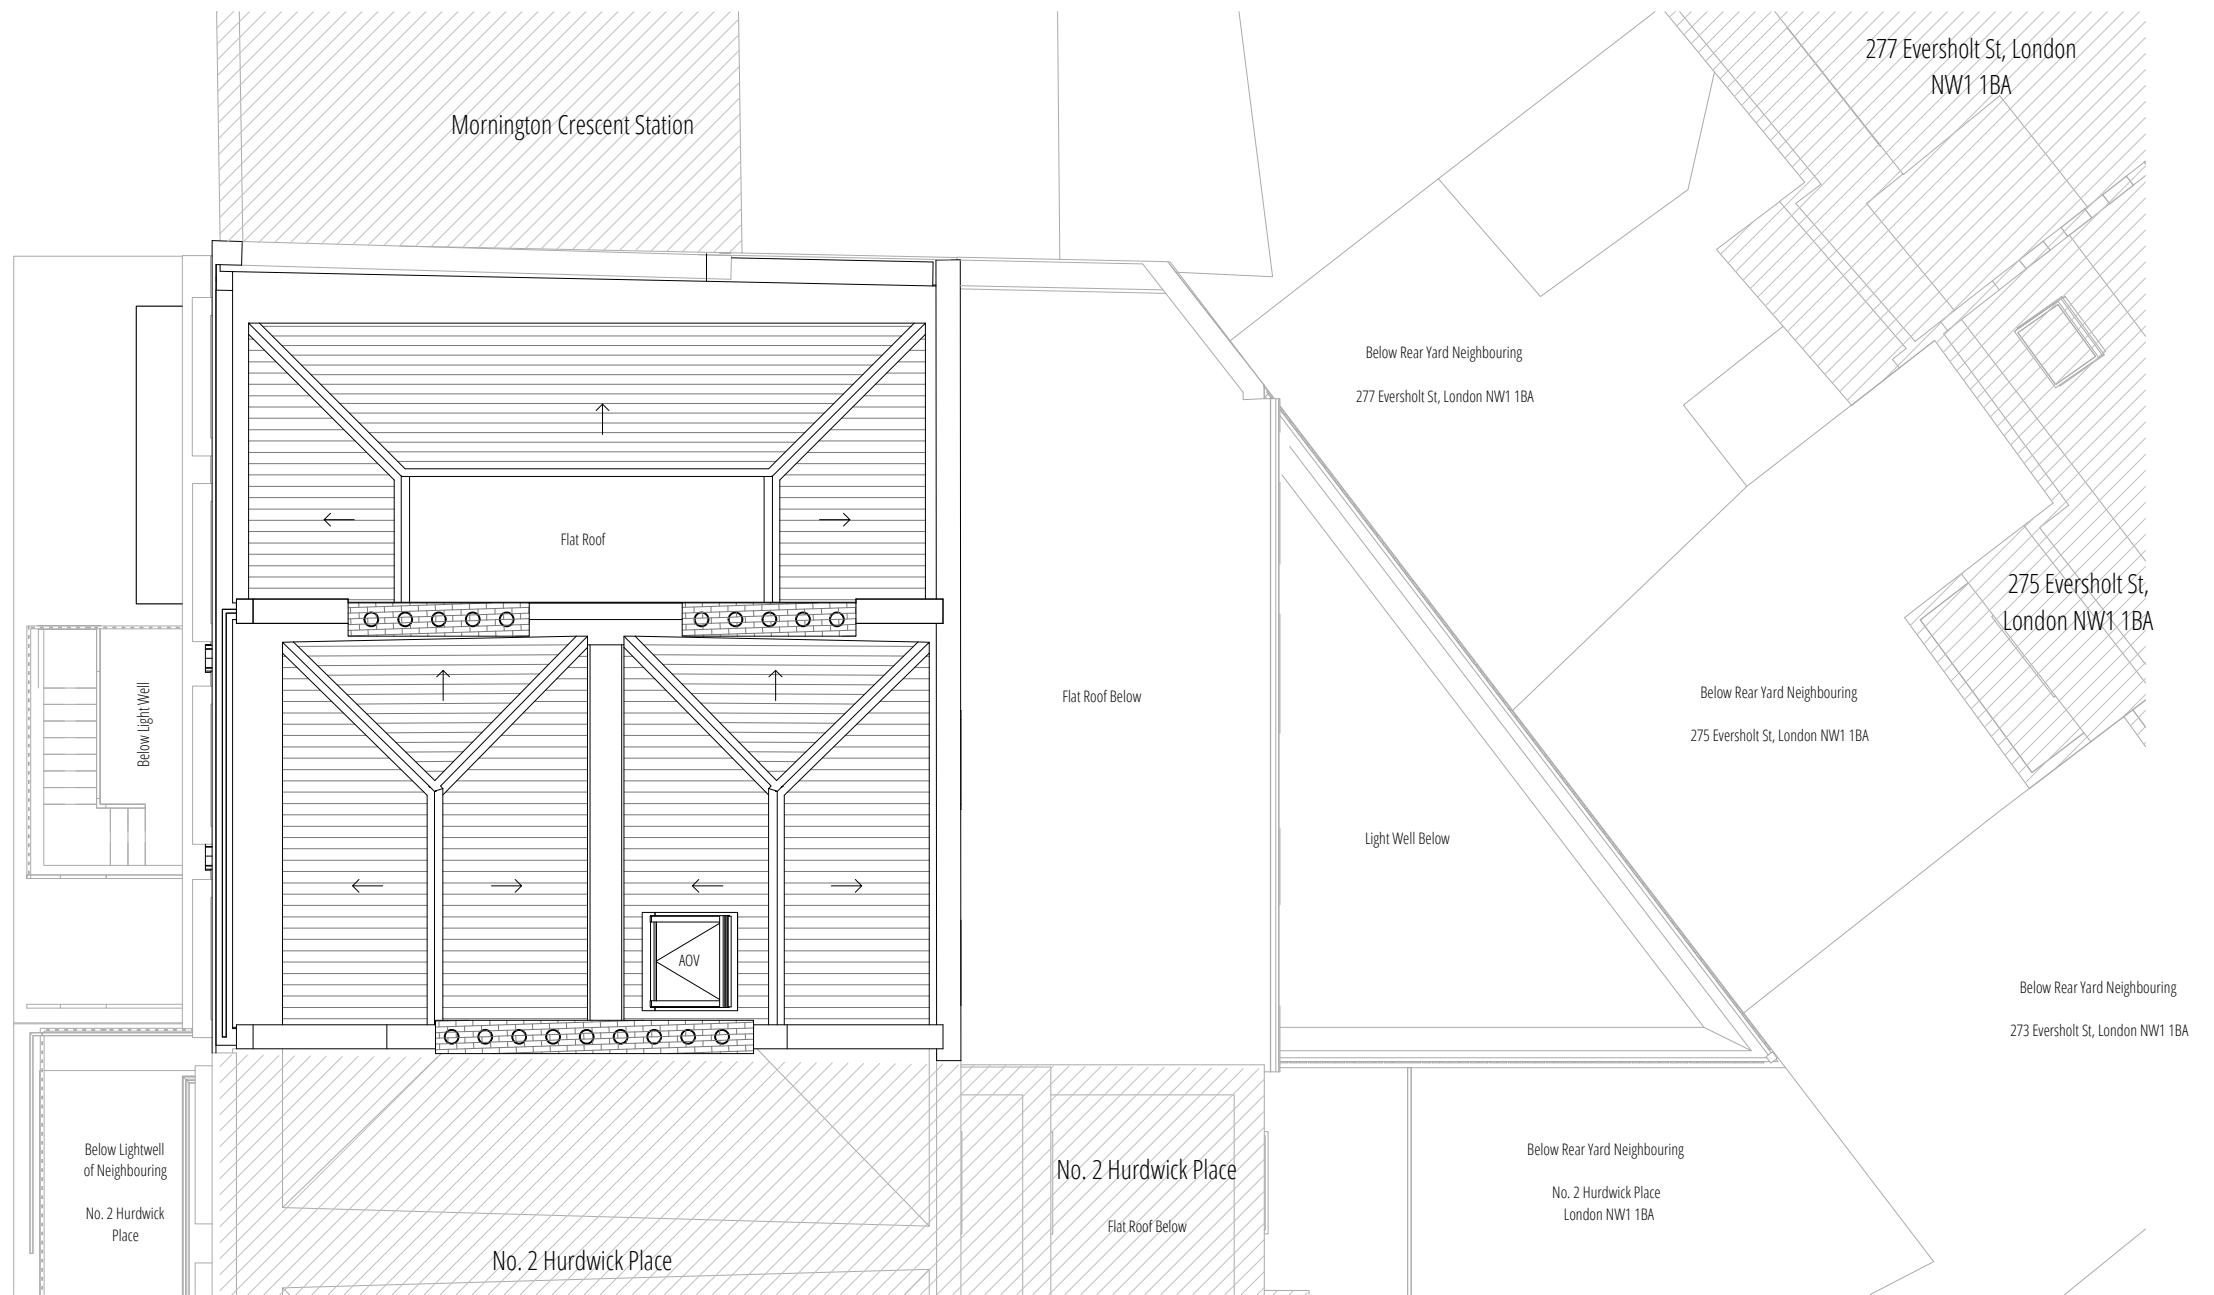 277 Eversholt St, London
NW1 1BA
Mornington Crescent Station
Below Rear Yard Neighbouring
277 Eversholt St, London NW1 1BA
Flat Roof
275 Eversholt St,
London NW1 1BA
Below Light Well
Flat Roof Below
Below Rear Yard Neighbouring
275 Eversholt St, London NW1 1BA
Light Well Below
AOV
Below Rear Yard Neighbouring
273 Eversholt St, London NW1 1BA
Below Lightwell
of Neighbouring
No. 2 Hurdwick
Place
No. 2 Hurdwick Place
Flat Roof Below
Below Rear Yard Neighbouring
No. 2 Hurdwick Place
London NW1 1BA
No. 2 Hurdwick Place